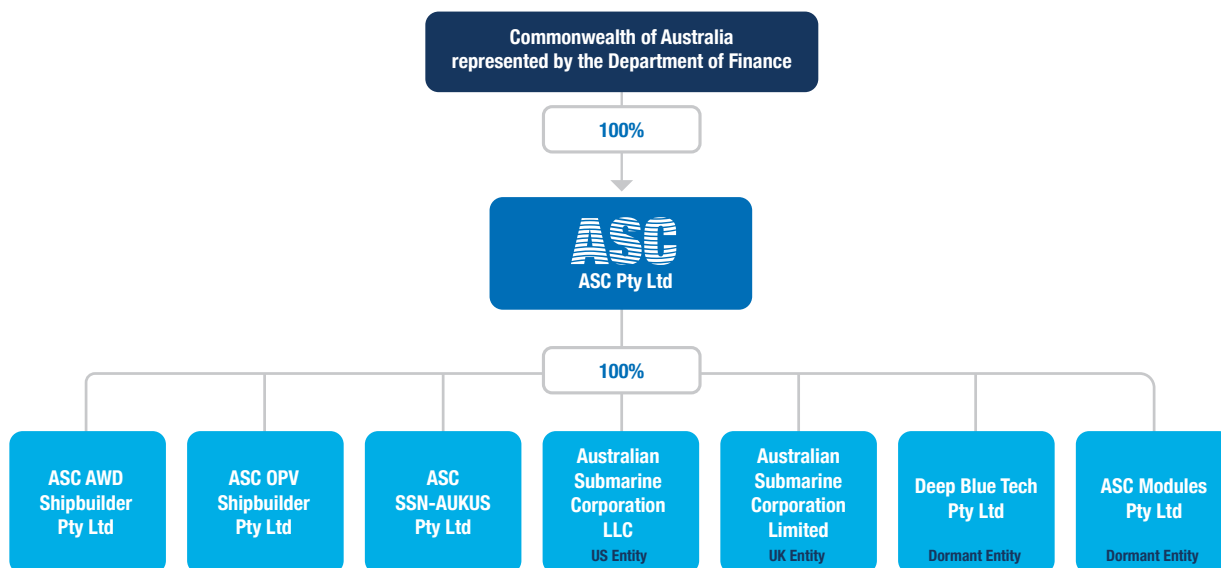 Commonwealth of Australia
represented by the Department of Finance
100%
ASC
ASC Pty Ltd
100%
ASC AWD
Shipbuilder
Pty Ltd
ASC OPV
Shipbuilder
Pty Ltd
ASC
SSN-AUKUS
Pty Ltd
Australian
Submarine
Corporation
LLC
US Entity
Australian
Submarine
Corporation
Limited
UK Entity
Deep Blue Tech
Pty Ltd
Dormant Entity
ASC Modules
Pty Ltd
Dormant Entity